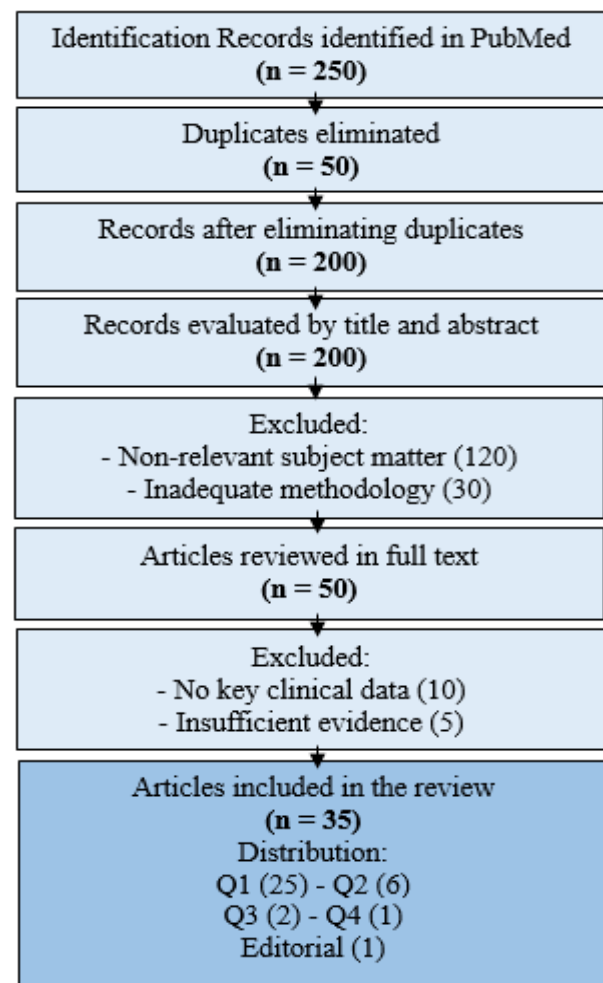 Identification Records identified in PubMed
(n = 250)
Duplicates eliminated
(n = 50)
Records after eliminating duplicates
(n = 200)
Records evaluated by title and abstract
(n = 200)
Excluded:
- Non-relevant subject matter (120)
- Inadequate methodology (30)
Articles reviewed in full text
(n = 50)
Excluded:
- No key clinical data (10)
- Insufficient evidence (5)
Articles included in the review
(n = 35)
Distribution:
Q1 (25) - Q2 (6)
Q3 (2) - Q4 (1)
Editorial (1)